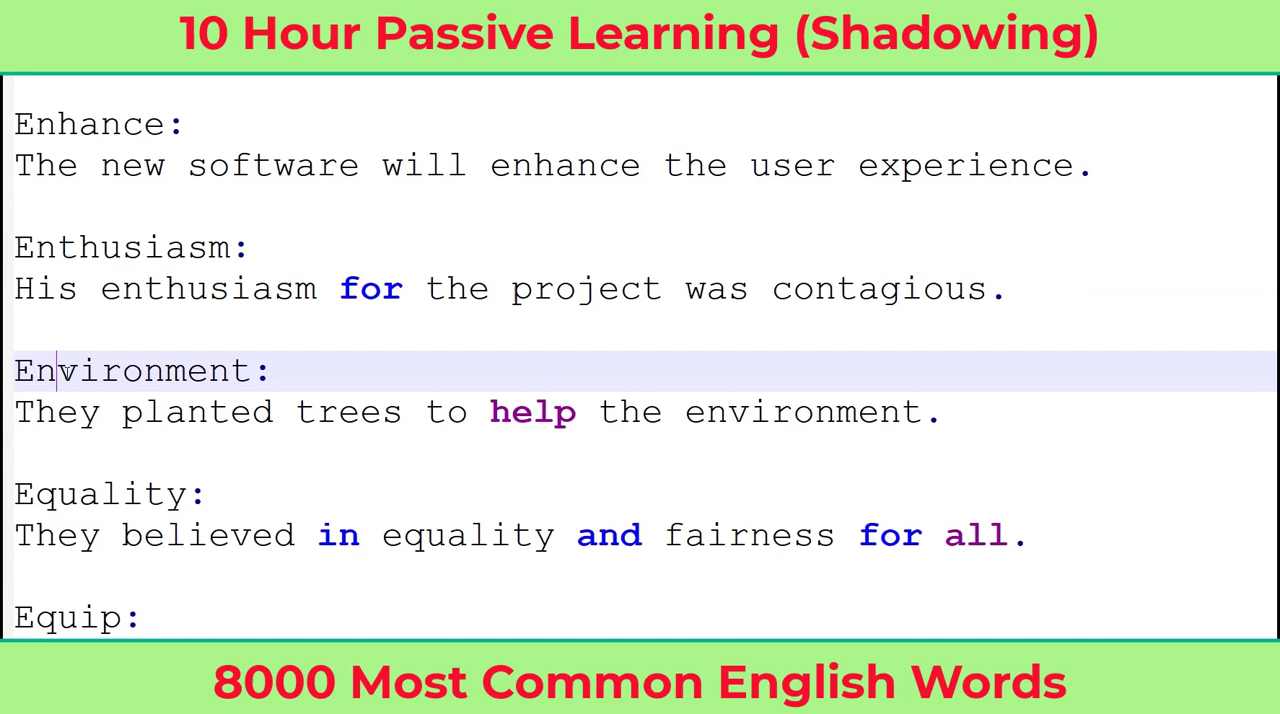 10 Hour Passive Learning (Shadowing)
Enhance:
The new software will enhance the user experience.
Enthusiasm:
His enthusiasm for the project was contagious.
Environment:
They planted trees to help the environment.
Equality:
They believed in equality and fairness for all.
Equip:
8000 Most Common English Words